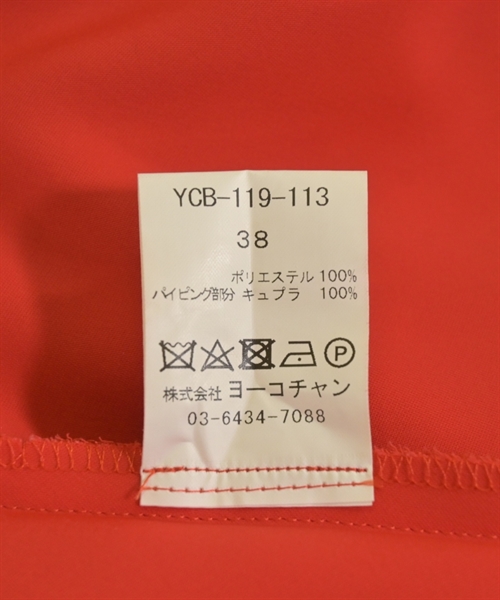 YCB-119-113
38
ポリエステル 100%
パイピング部分 キュプラ 100%
P
株式会社 ヨーコチャン
03-6434-7088